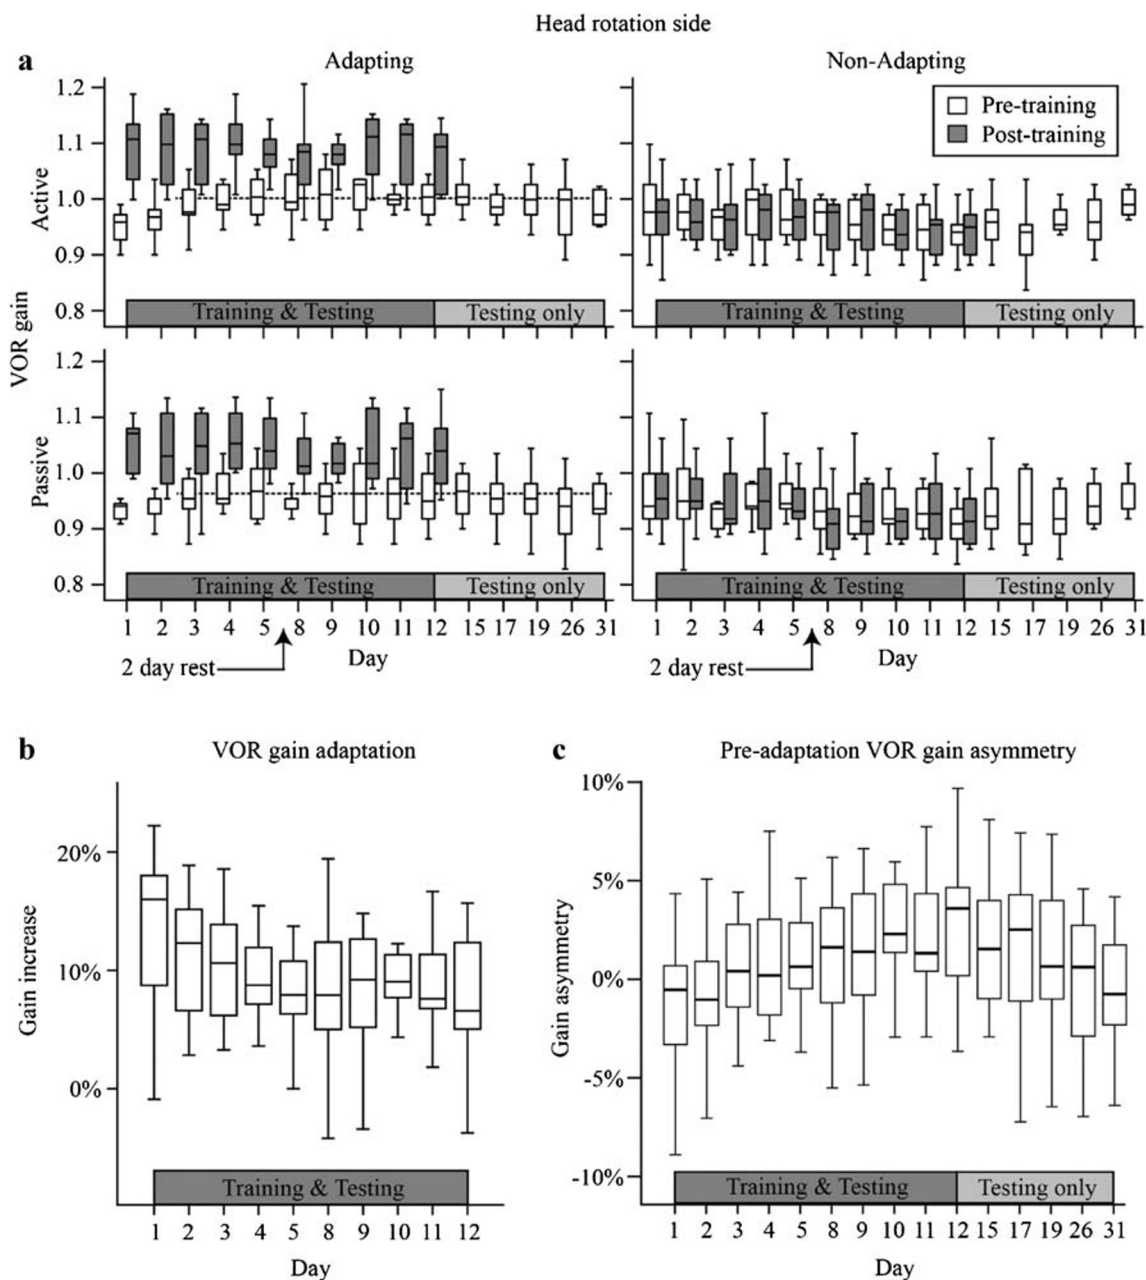 Head rotation side
a
Adapting
Non-Adapting
Pre-training
Post-training
VOR gain
Active
1.2
1.1
1.0
0.9
0.8
Training & Testing
Testing only
Training & Testing
Testing only
Passive
1.2
1.1
1.0
0.9
0.8
Training & Testing
Testing only
Training & Testing
Testing only
1 2 3 4 5 8 9 10 11 12 15 17 19 26 31
1 2 3 4 5 8 9 10 11 12 15 17 19 26 31
2 day rest
Day
2 day rest
Day
b
VOR gain adaptation
Gain increase
20%
10%
0%
Training & Testing
1 2 3 4 5 8 9 10 11 12
Day
c
Pre-adaptation VOR gain asymmetry
Gain asymmetry
10%
5%
0%
-5%
-10%
Training & Testing
Testing only
1 2 3 4 5 8 9 10 11 12 15 17 19 26 31
Day